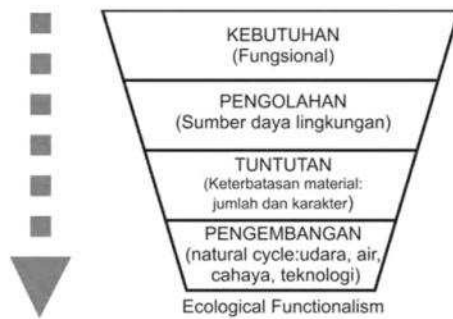 KEBUTUHAN
(Fungsional)
PENGOLAHAN
(Sumber daya lingkungan)
TUNTUTAN
(Keterbatasan material:
jumlah dan karakter)
PENGEMBANGAN
(natural cycle:udara, air,
cahaya, teknologi)
Ecological Functionalism